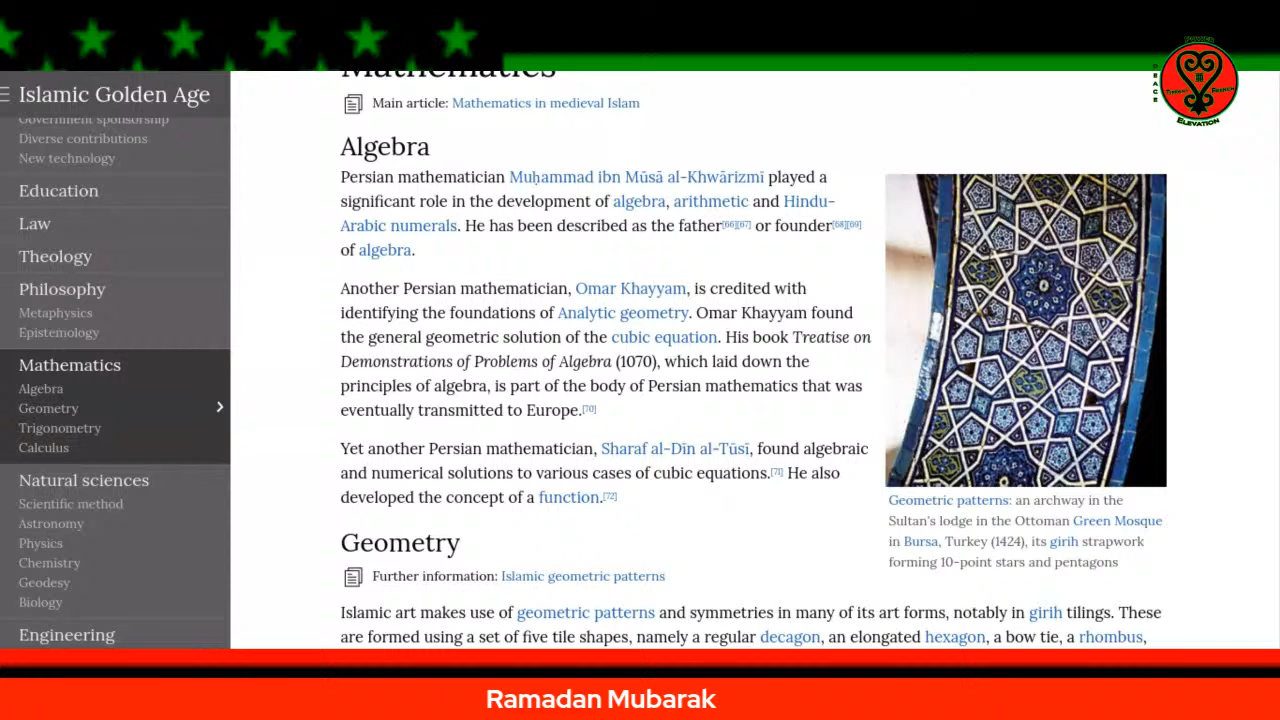 POWER
PEACE
TIFFANY FRENCH
ELEVATION
Islamic Golden Age
Government sponsorship
Diverse contributions
New technology
Education
Law
Theology
Philosophy
Metaphysics
Epistemology
Mathematics
Algebra
Geometry
Trigonometry
Calculus
Natural sciences
Scientific method
Astronomy
Physics
Chemistry
Geodesy
Biology
Engineering
Mathematics
Main article: Mathematics in medieval Islam
Algebra
Persian mathematician Muḥammad ibn Mūsā al-Khwārizmī played a
significant role in the development of algebra, arithmetic and Hindu-
Arabic numerals. He has been described as the father[66][67] or founder[68][69]
of algebra.
Another Persian mathematician, Omar Khayyam, is credited with
identifying the foundations of Analytic geometry. Omar Khayyam found
the general geometric solution of the cubic equation. His book Treatise on
Demonstrations of Problems of Algebra (1070), which laid down the
principles of algebra, is part of the body of Persian mathematics that was
eventually transmitted to Europe.[70]
Yet another Persian mathematician, Sharaf al-Dīn al-Tūsī, found algebraic
and numerical solutions to various cases of cubic equations.[71] He also
developed the concept of a function.[72]
Geometric patterns: an archway in the
Sultan's lodge in the Ottoman Green Mosque
in Bursa, Turkey (1424), its girih strapwork
forming 10-point stars and pentagons
Geometry
Further information: Islamic geometric patterns
Islamic art makes use of geometric patterns and symmetries in many of its art forms, notably in girih tilings. These
are formed using a set of five tile shapes, namely a regular decagon, an elongated hexagon, a bow tie, a rhombus,
Ramadan Mubarak